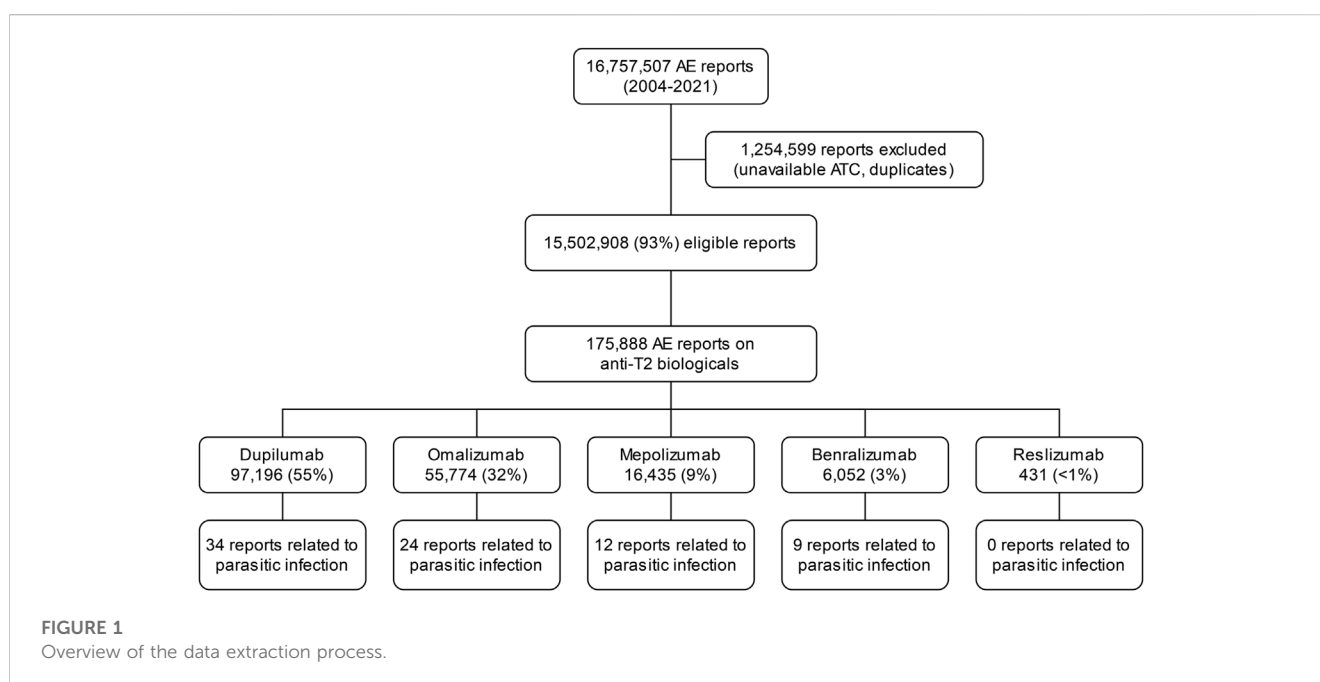 16,757,507 AE reports
(2004-2021)
1,254,599 reports excluded
(unavailable ATC, duplicates)
15,502,908 (93%) eligible reports
175,888 AE reports on
anti-T2 biologicals
Dupilumab
97,196 (55%)
Omalizumab
55,774 (32%)
Mepolizumab
16,435 (9%)
Benralizumab
6,052 (3%)
Reslizumab
431 (<1%)
34 reports related to
parasitic infection
24 reports related to
parasitic infection
12 reports related to
parasitic infection
9 reports related to
parasitic infection
0 reports related to
parasitic infection
FIGURE 1
Overview of the data extraction process.